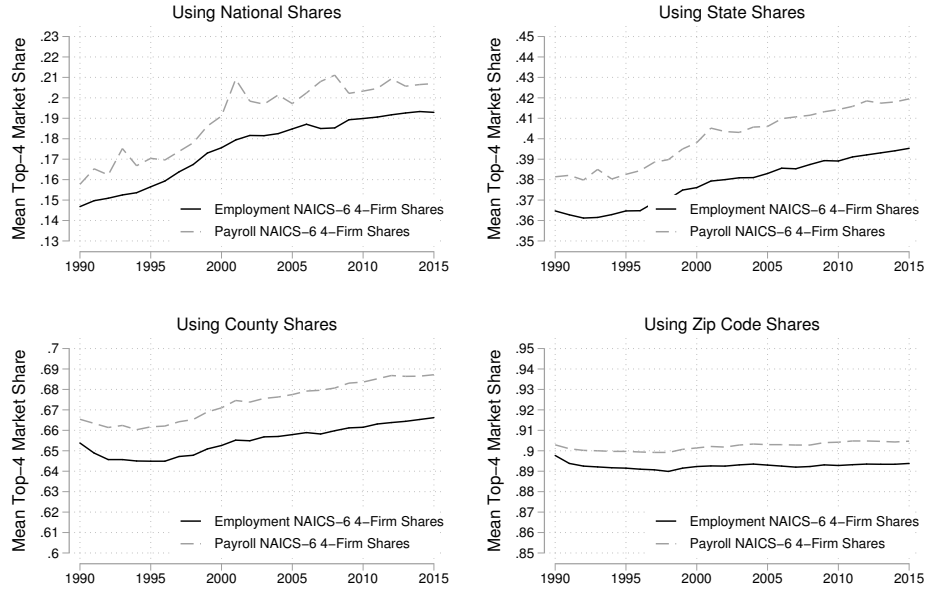 Using National Shares
Mean Top−4 Market Share
.23
.22
.21
.2
.19
.18
.17
.16
.15
.14
.13
Employment NAICS−6 4−Firm Shares
Payroll NAICS−6 4−Firm Shares
1990 1995 2000 2005 2010 2015
Using State Shares
Mean Top−4 Market Share
.45
.44
.43
.42
.41
.4
.39
.38
.37
.36
.35
Employment NAICS−6 4−Firm Shares
Payroll NAICS−6 4−Firm Shares
1990 1995 2000 2005 2010 2015
Using County Shares
Mean Top−4 Market Share
.7
.69
.68
.67
.66
.65
.64
.63
.62
.61
.6
Employment NAICS−6 4−Firm Shares
Payroll NAICS−6 4−Firm Shares
1990 1995 2000 2005 2010 2015
Using Zip Code Shares
Mean Top−4 Market Share
.95
.94
.93
.92
.91
.9
.89
.88
.87
.86
.85
Employment NAICS−6 4−Firm Shares
Payroll NAICS−6 4−Firm Shares
1990 1995 2000 2005 2010 2015